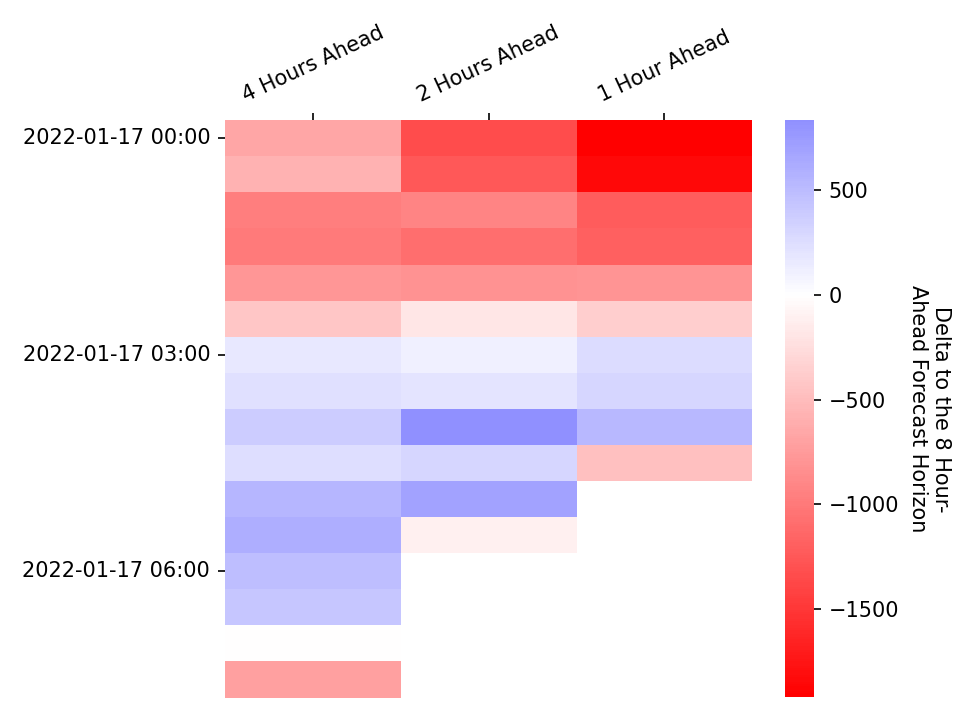 4 Hours Ahead
2 Hours Ahead
1 Hour Ahead
2022-01-17 00:00
2022-01-17 03:00
2022-01-17 06:00
500
0
−500
−1000
−1500
Delta to the 8 Hour-
Ahead Forecast Horizon